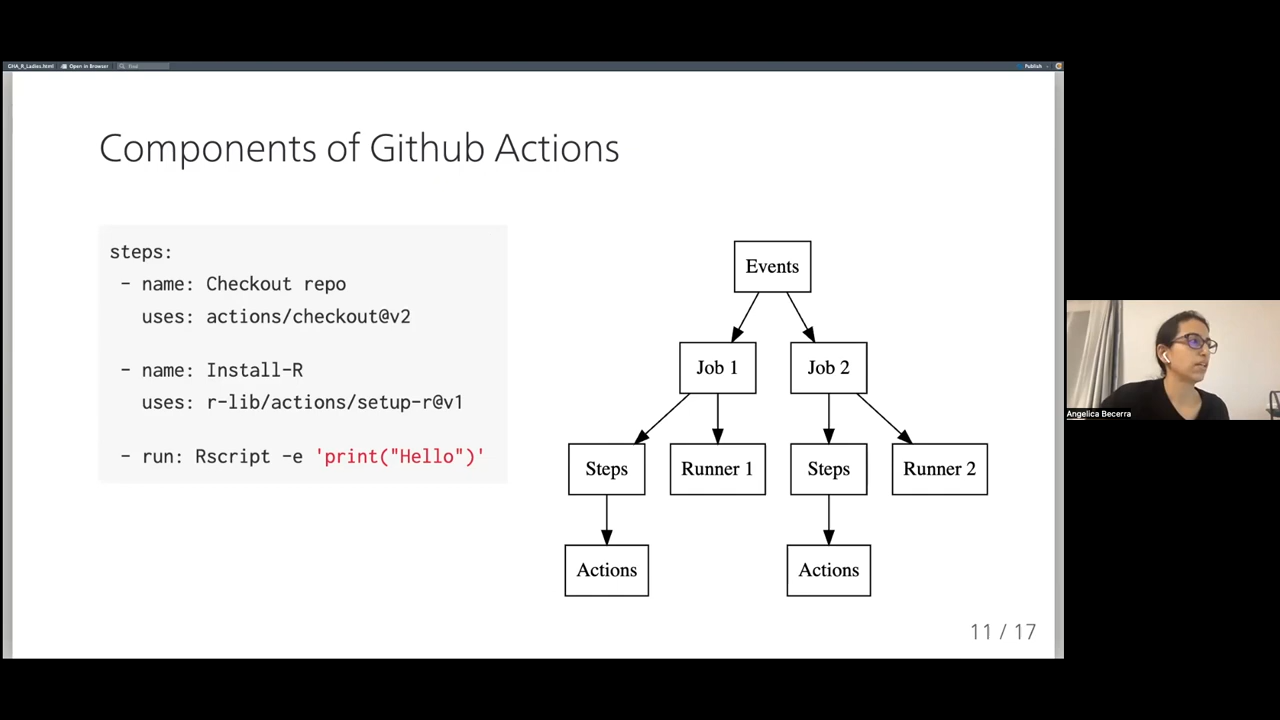 GHA_R_Ladies.html
Open in Browser
Find
Publish
Components of Github Actions
steps:
- name: Checkout repo
uses: actions/checkout@v2
- name: Install-R
uses: r-lib/actions/setup-r@v1
- run: Rscript -e 'print("Hello")'
Events
Job 1
Job 2
Steps
Runner 1
Steps
Runner 2
Actions
Actions
11 / 17
Angelica Becerra